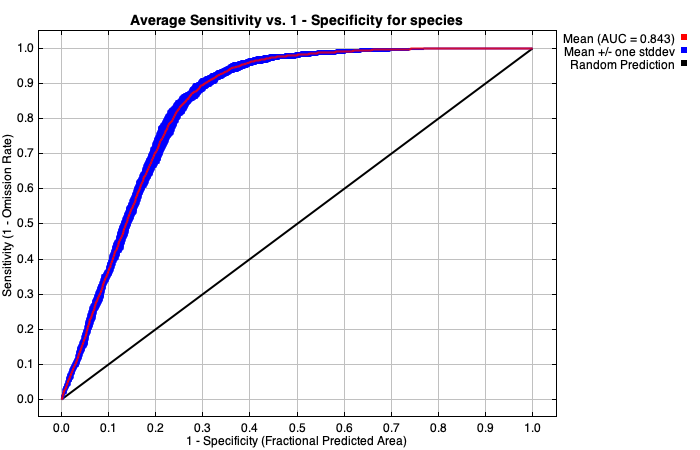 Average Sensitivity vs. 1 - Specificity for species
Mean (AUC = 0.843)
Mean +/- one stddev
Random Prediction
Sensitivity (1 - Omission Rate)
1.0
0.9
0.8
0.7
0.6
0.5
0.4
0.3
0.2
0.1
0.0
0.0 0.1 0.2 0.3 0.4 0.5 0.6 0.7 0.8 0.9 1.0
1 - Specificity (Fractional Predicted Area)